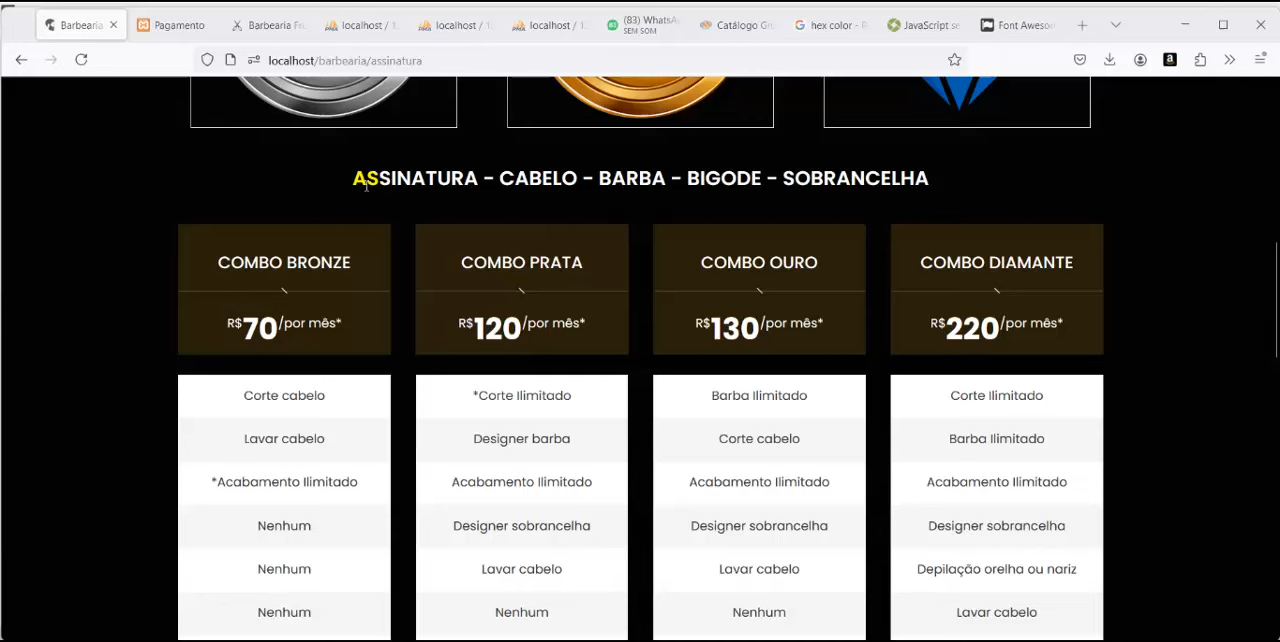 Barbearia
Pagamento
Barbearia Fr
localhost / 1
localhost / 1
localhost / 1
(83) WhatsA
SEM SOM
Catálogo Gr
hex color - P
JavaScript se
Font Aweso
localhost/barbearia/assinatura
ASSINATURA - CABELO - BARBA - BIGODE - SOBRANCELHA
COMBO BRONZE
R$70/por mês*
Corte cabelo
Lavar cabelo
*Acabamento Ilimitado
Nenhum
Nenhum
Nenhum
COMBO PRATA
R$120/por mês*
*Corte Ilimitado
Designer barba
Acabamento Ilimitado
Designer sobrancelha
Lavar cabelo
Nenhum
COMBO OURO
R$130/por mês*
Barba Ilimitado
Corte cabelo
Acabamento Ilimitado
Designer sobrancelha
Lavar cabelo
Nenhum
COMBO DIAMANTE
R$220/por mês*
Corte Ilimitado
Barba Ilimitado
Acabamento Ilimitado
Designer sobrancelha
Depilação orelha ou nariz
Lavar cabelo